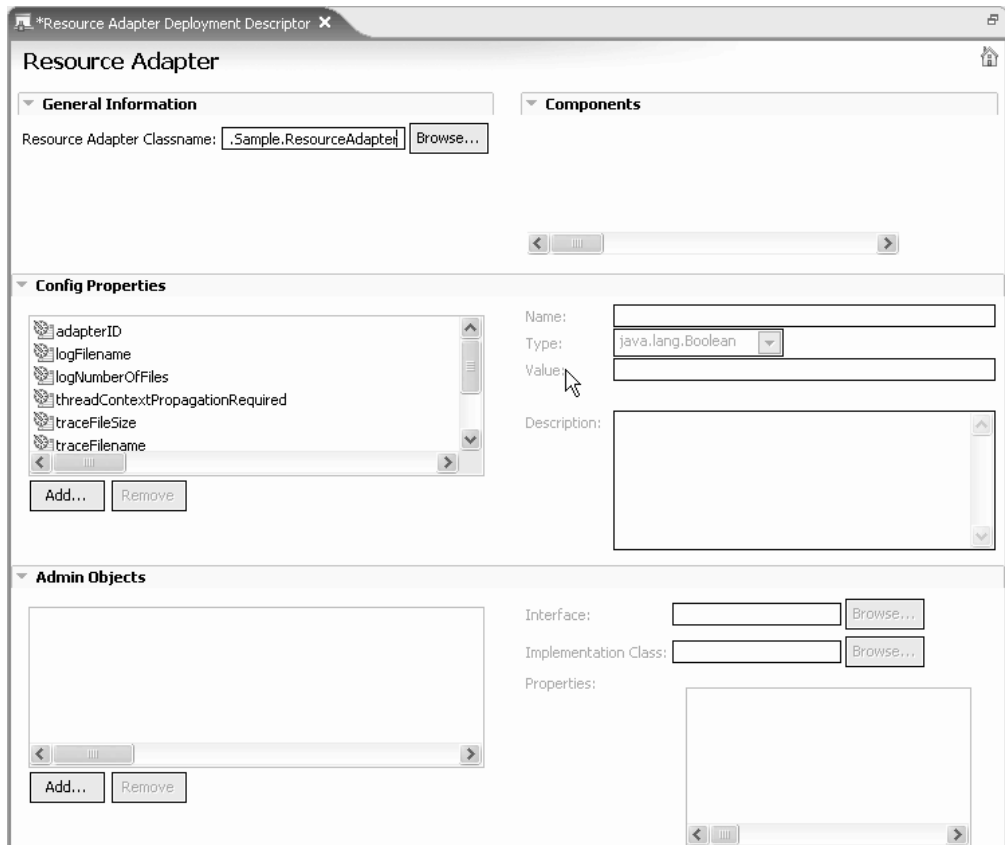 *Resource Adapter Deployment Descriptor
Resource Adapter
General Information
Resource Adapter Classname: .Sample.ResourceAdapter Browse...
Components
Config Properties
adapterID
logFilename
logNumberOfFiles
threadContextPropagationRequired
traceFileSize
traceFilename
Add... Remove
Name:
Type: java.lang.Boolean
Value:
Description:
Admin Objects
Add... Remove
Interface: Browse...
Implementation Class: Browse...
Properties: